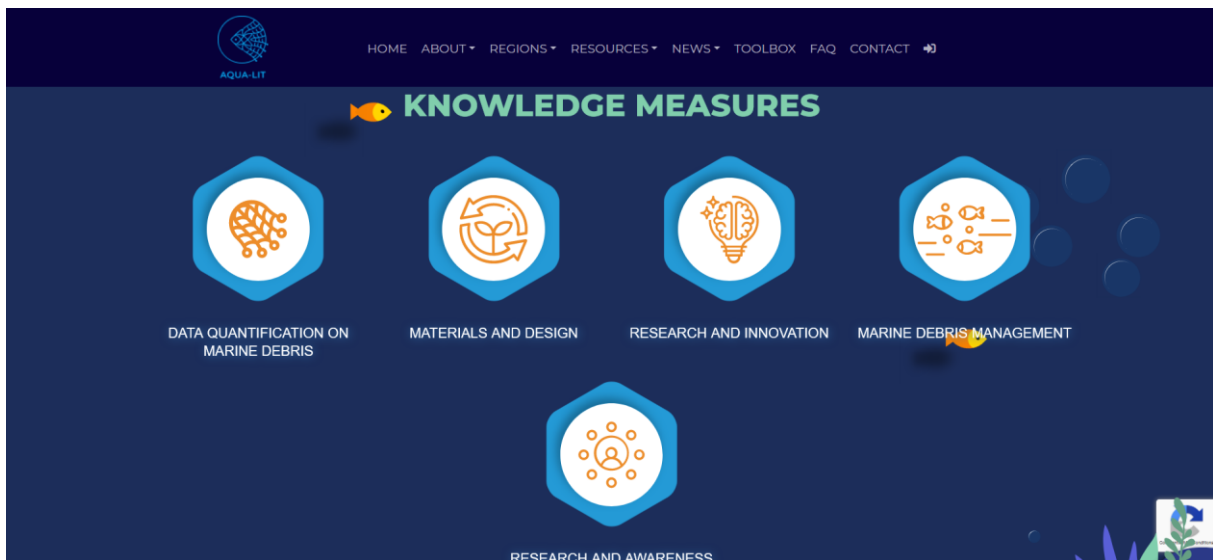 AQUA-LIT
HOME ABOUT REGIONS RESOURCES NEWS TOOLBOX FAQ CONTACT
KNOWLEDGE MEASURES
DATA QUANTIFICATION ON
MARINE DEBRIS
MATERIALS AND DESIGN
RESEARCH AND INNOVATION
MARINE DEBRIS MANAGEMENT
RESEARCH AND AWARENESS